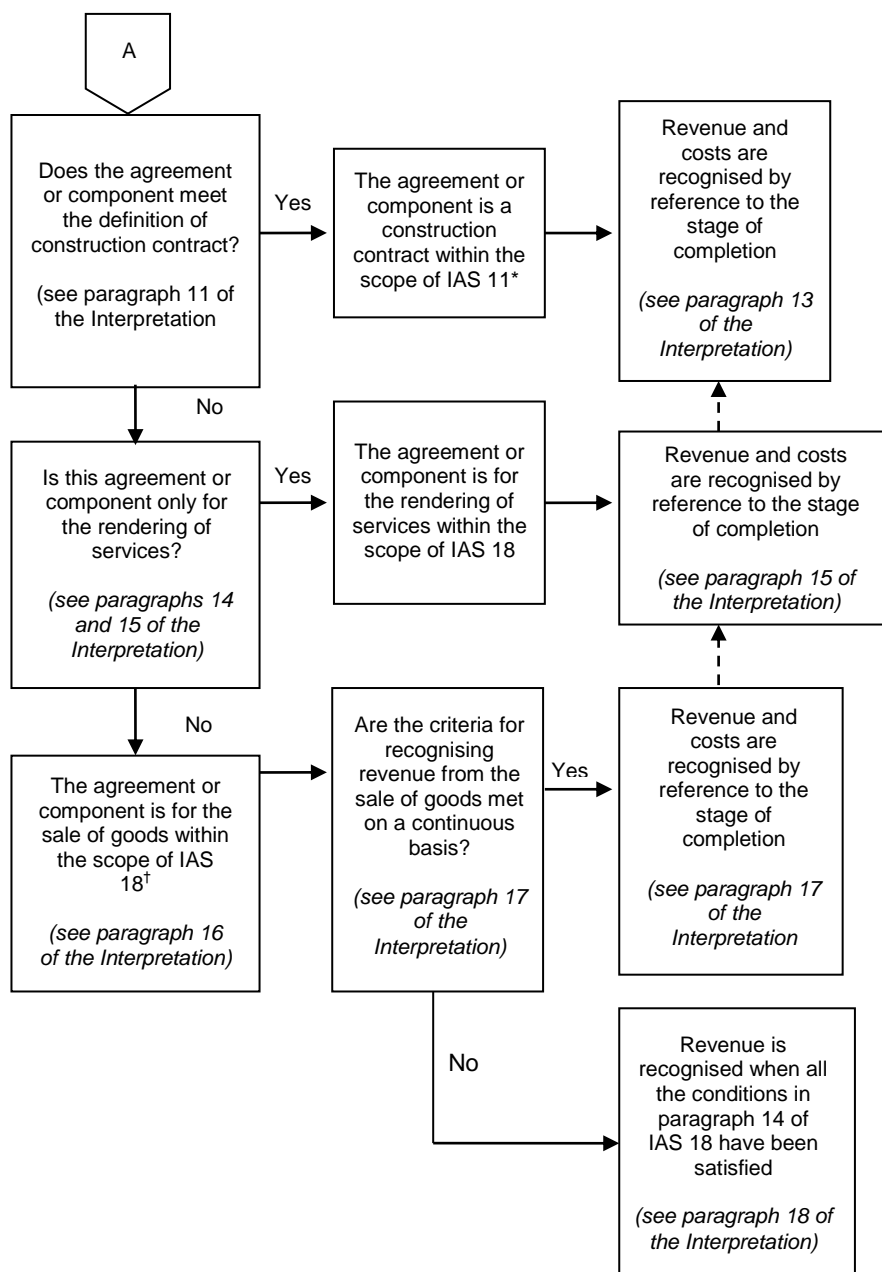 A
Does the agreement
or component meet
the definition of
construction contract?
(see paragraph 11 of
the Interpretation
Yes
The agreement or
component is a
construction
contract within the
scope of IAS 11*
Revenue and
costs are
recognised by
reference to the
stage of
completion
(see paragraph 13
of the
Interpretation)
No
Is this agreement or
component only for
the rendering of
services?
(see paragraphs 14
and 15 of the
Interpretation)
Yes
The agreement or
component is for
the rendering of
services within the
scope of IAS 18
Revenue and costs
are recognised by
reference to the stage
of completion
(see paragraph 15 of
the Interpretation)
No
The agreement or
component is for the
sale of goods within
the scope of IAS
18†
(see paragraph 16
of the Interpretation)
Are the criteria for
recognising
revenue from the
sale of goods met
on a continuous
basis?
(see paragraph 17
of the
Interpretation)
Yes
Revenue and
costs are
recognised by
reference to the
stage of
completion
(see paragraph 17
of the
Interpretation
No
Revenue is
recognised when all
the conditions in
paragraph 14 of
IAS 18 have been
satisfied
(see paragraph 18 of
the Interpretation)